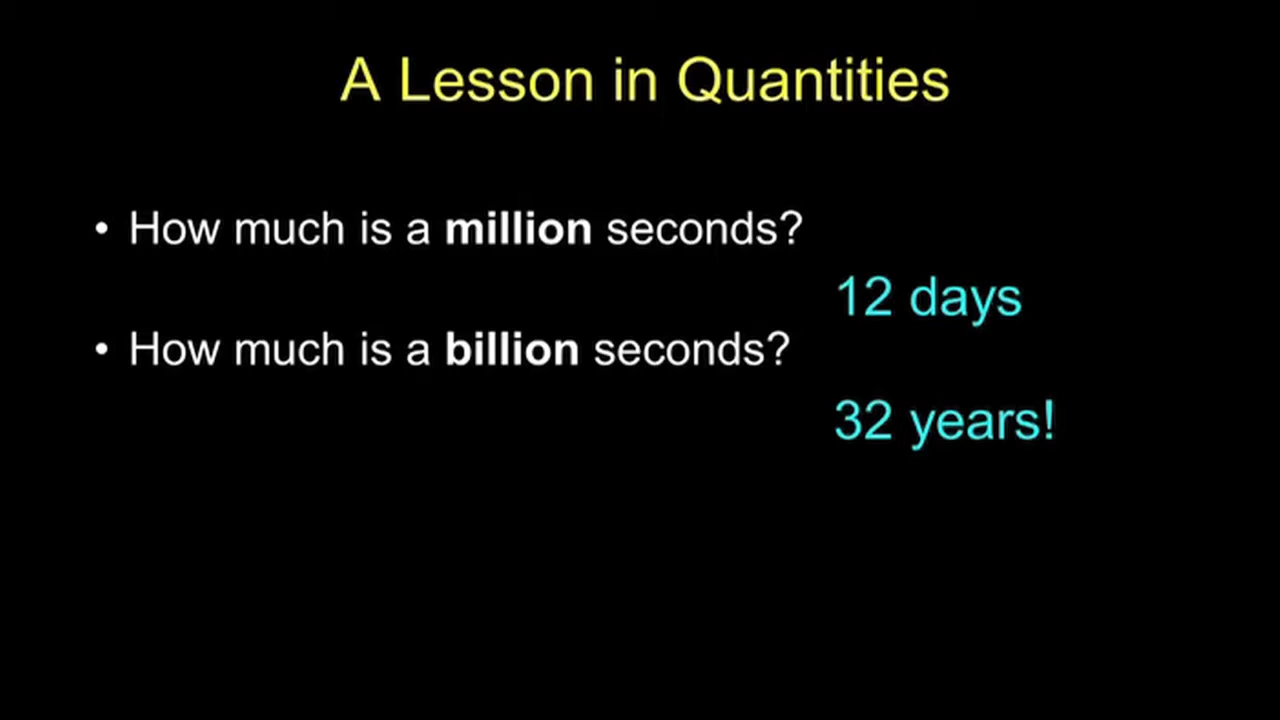 A Lesson in Quantities
• How much is a million seconds?
12 days
• How much is a billion seconds?
32 years!